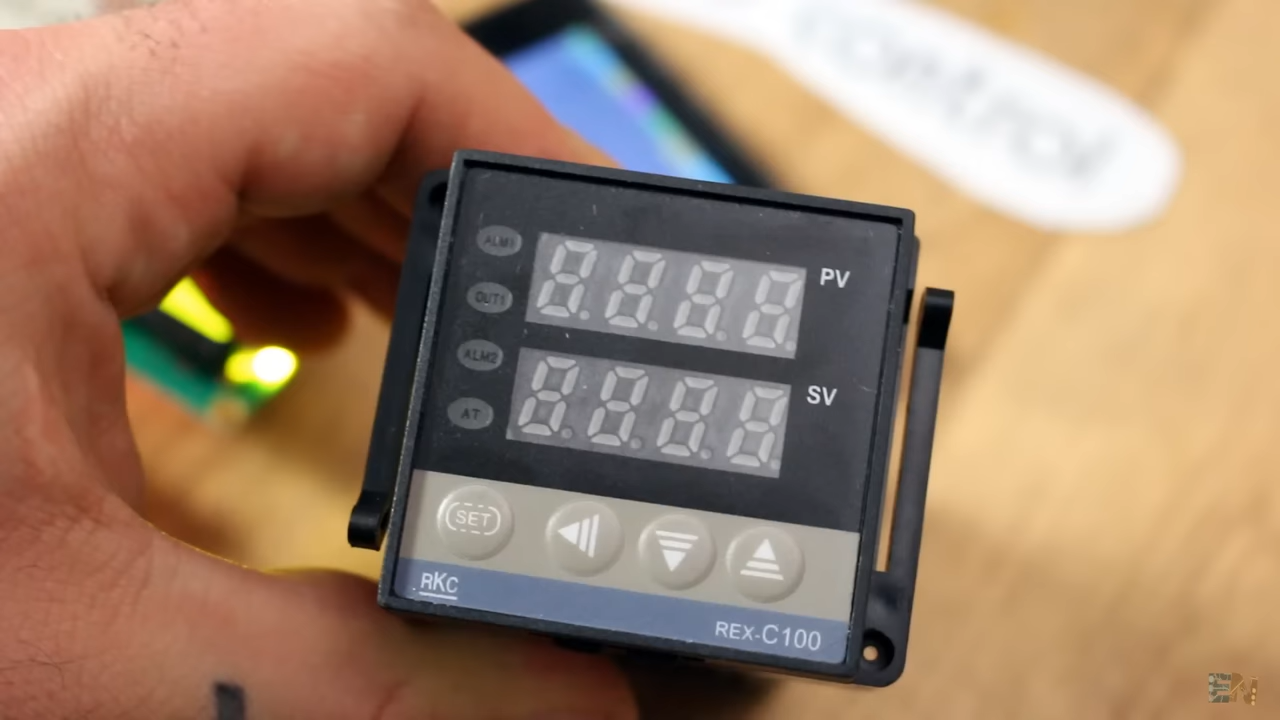 ALM1
PV
OUT1
ALM2
SV
AT
SET
RKC
REX-C100